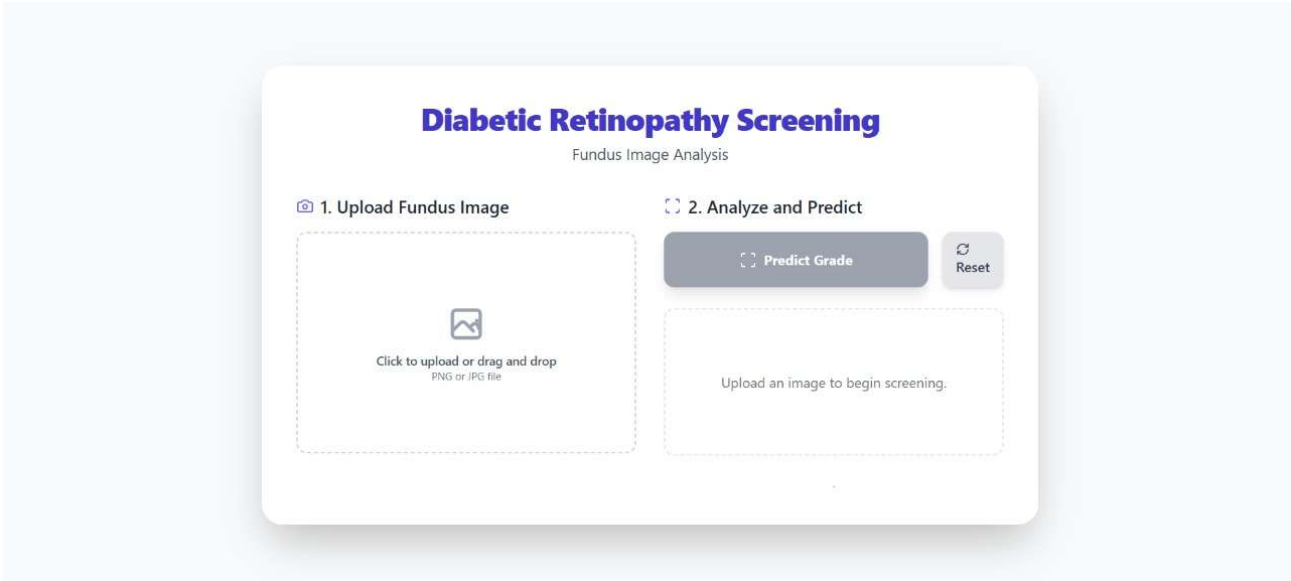 Diabetic Retinopathy Screening
Fundus Image Analysis
1. Upload Fundus Image
Click to upload or drag and drop
PNG or JPG file
2. Analyze and Predict
Predict Grade
Reset
Upload an image to begin screening.